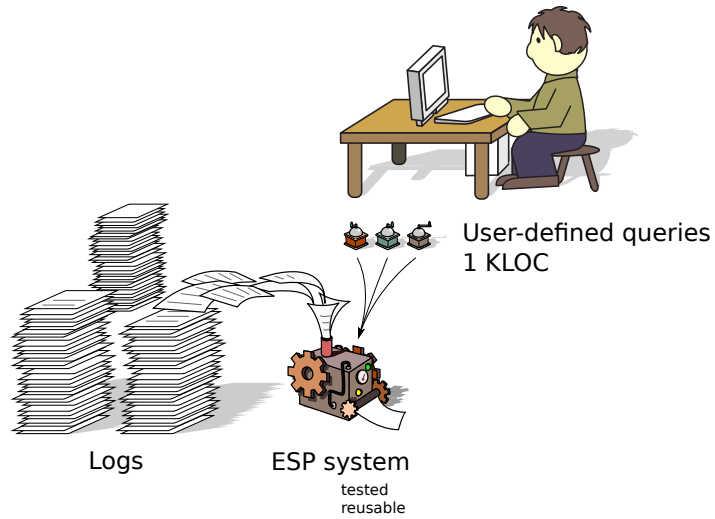 User-defined queries
1 KLOC
Logs
ESP system
tested
reusable